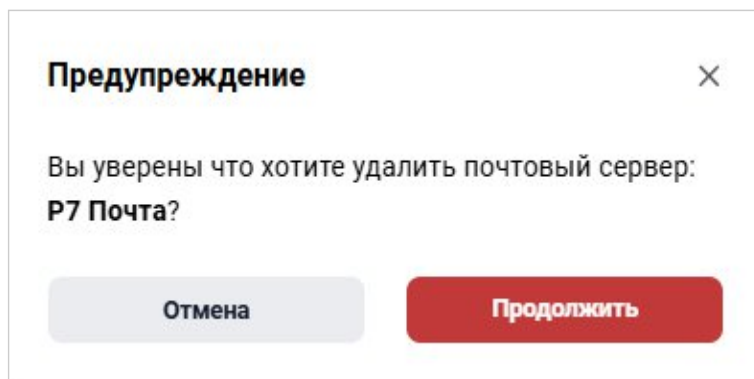 Предупреждение
Вы уверены что хотите удалить почтовый сервер:
Р7 Почта?
Отмена
Продолжить